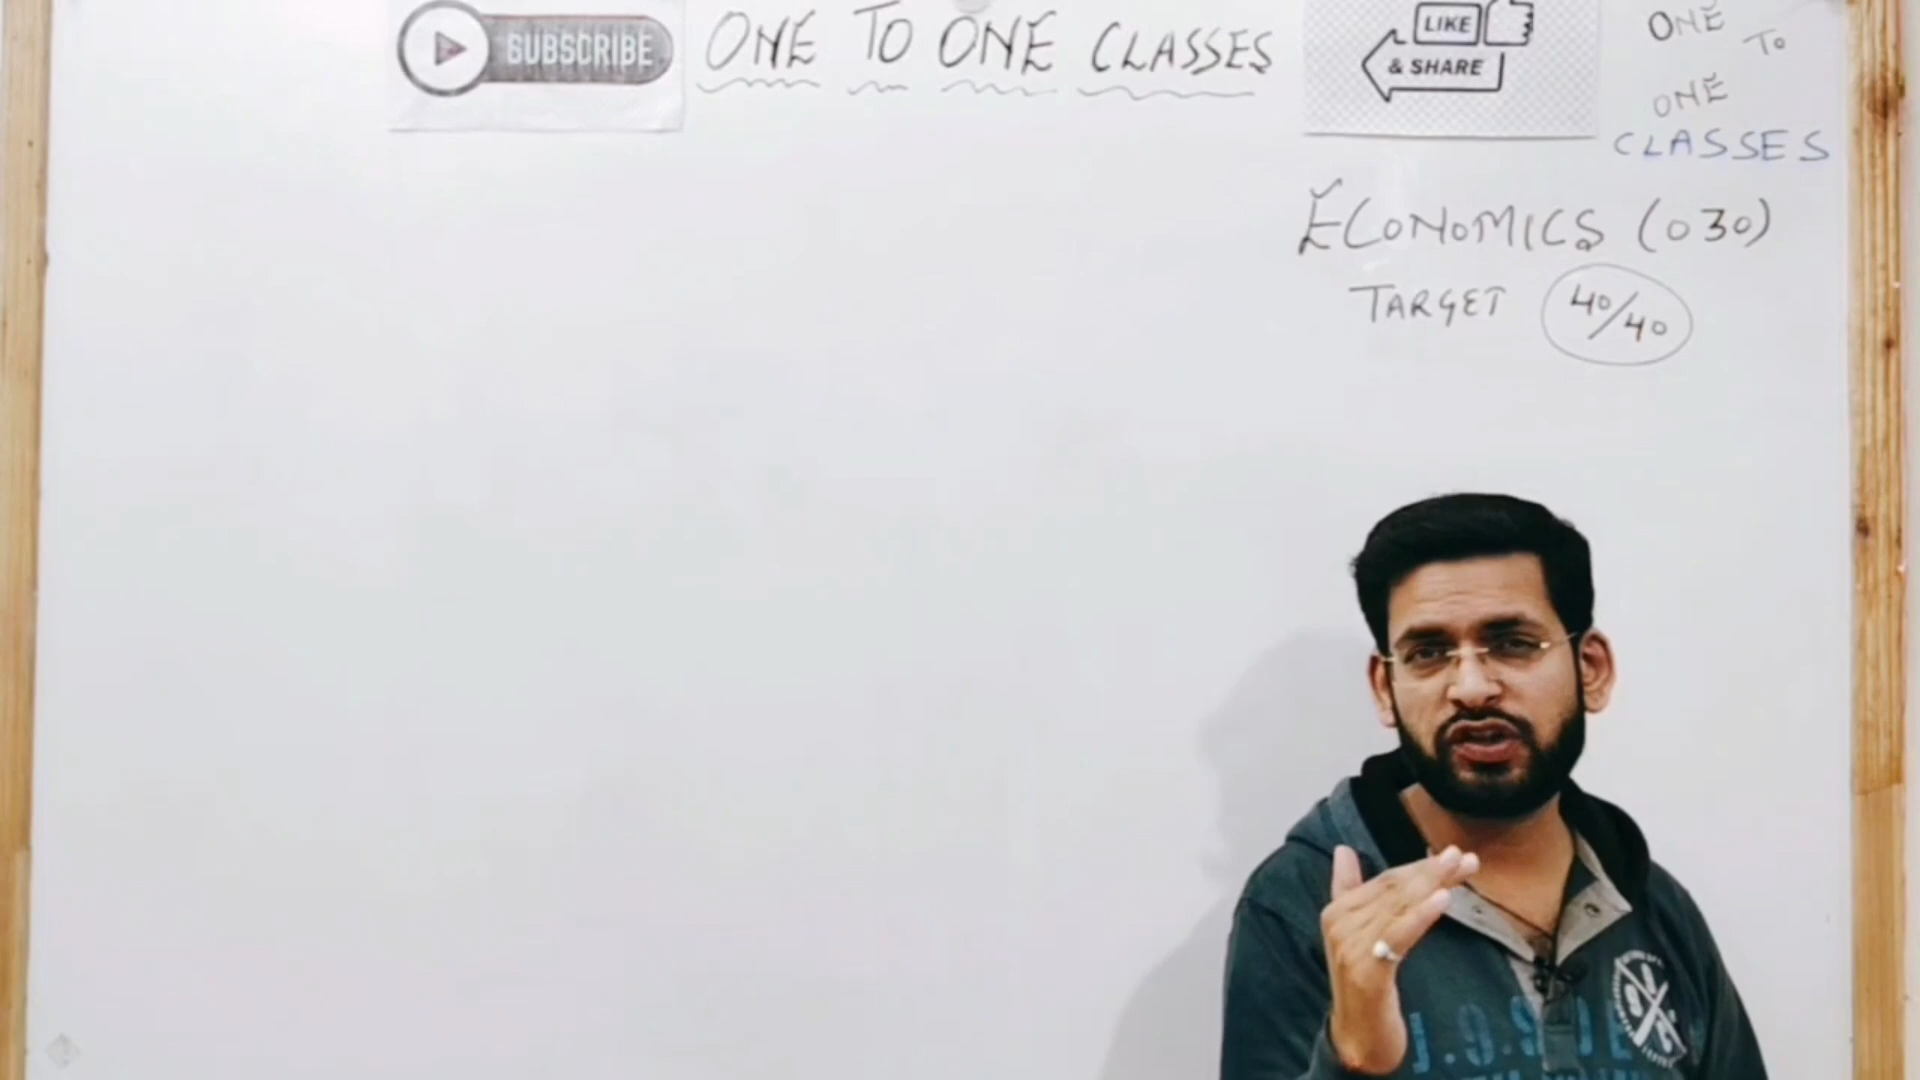 SUBSCRIBE
ONE TO ONE CLASSES
LIKE
& SHARE
ONE TO
ONE
CLASSES
ECONOMICS (030)
TARGET 40/40